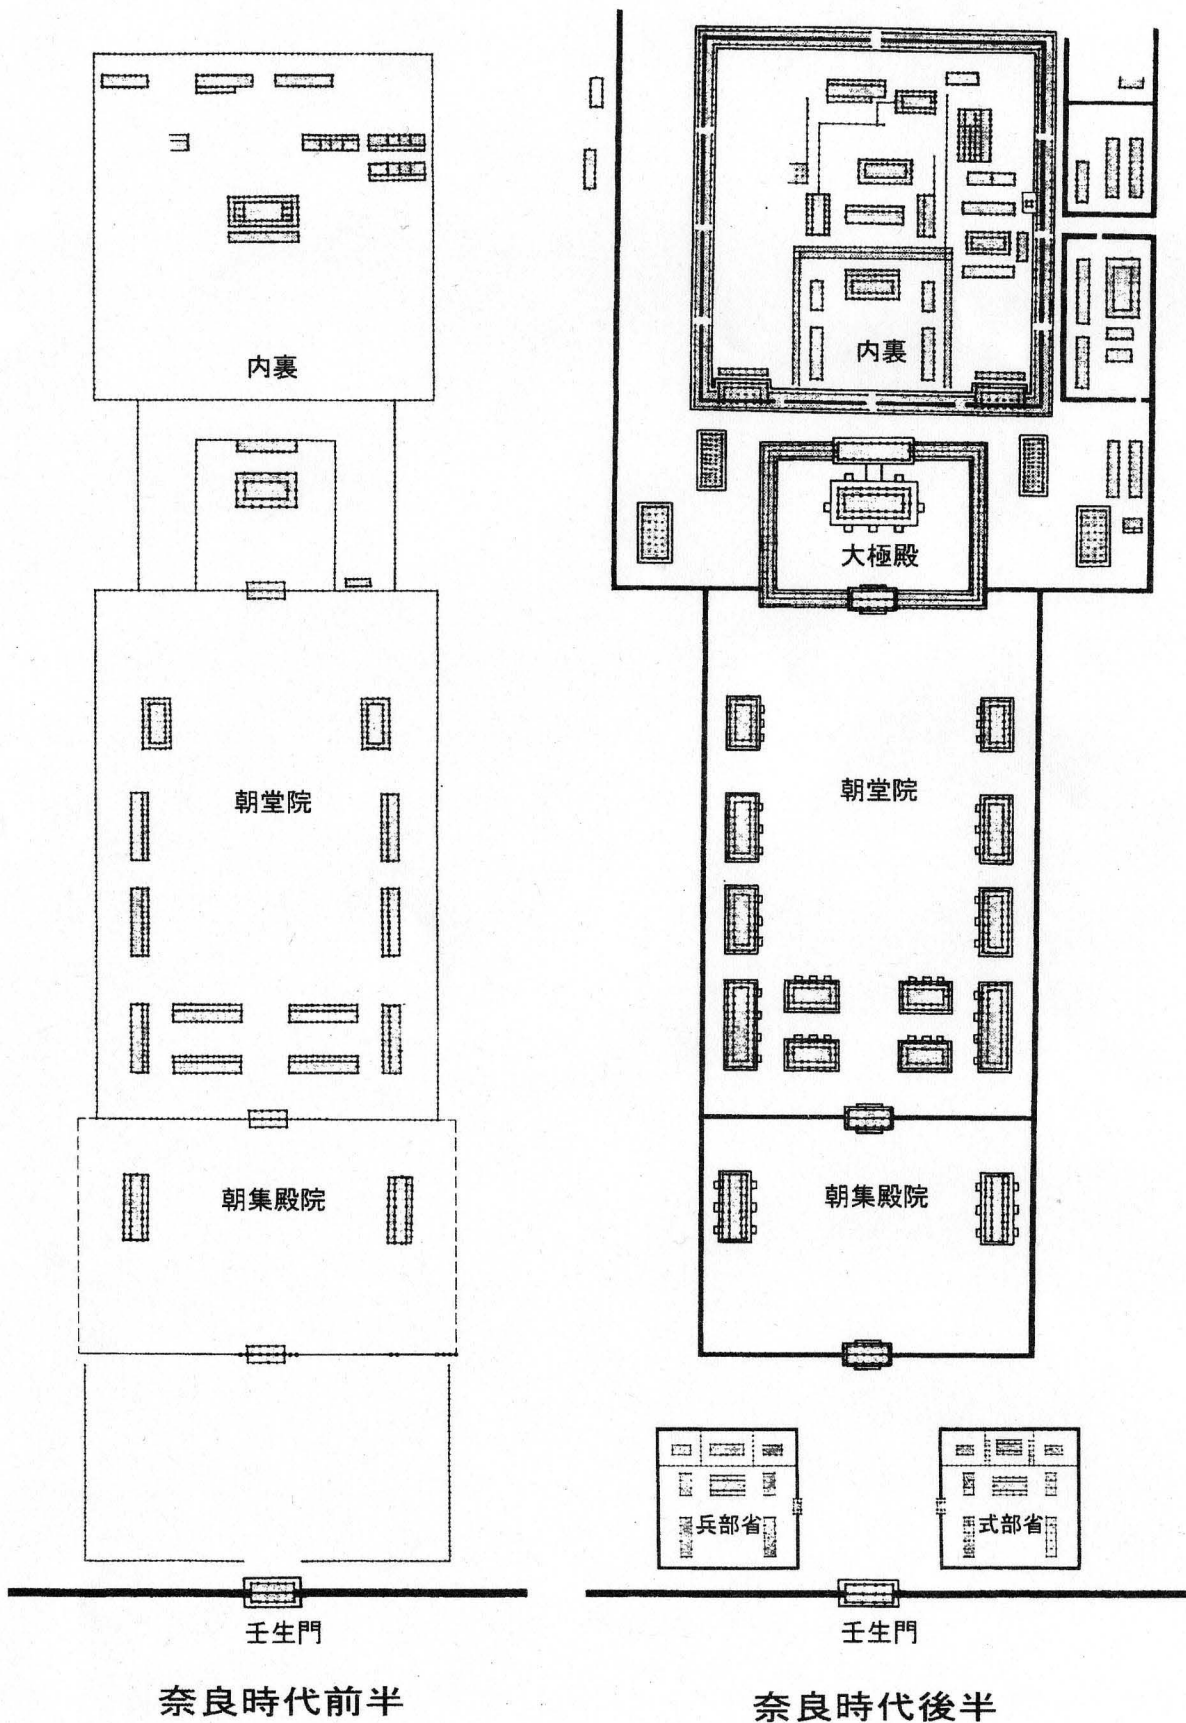 内裏
朝堂院
朝集殿院
壬生門
奈良時代前半
内裏
大極殿
朝堂院
朝集殿院
兵部省
式部省
壬生門
奈良時代後半